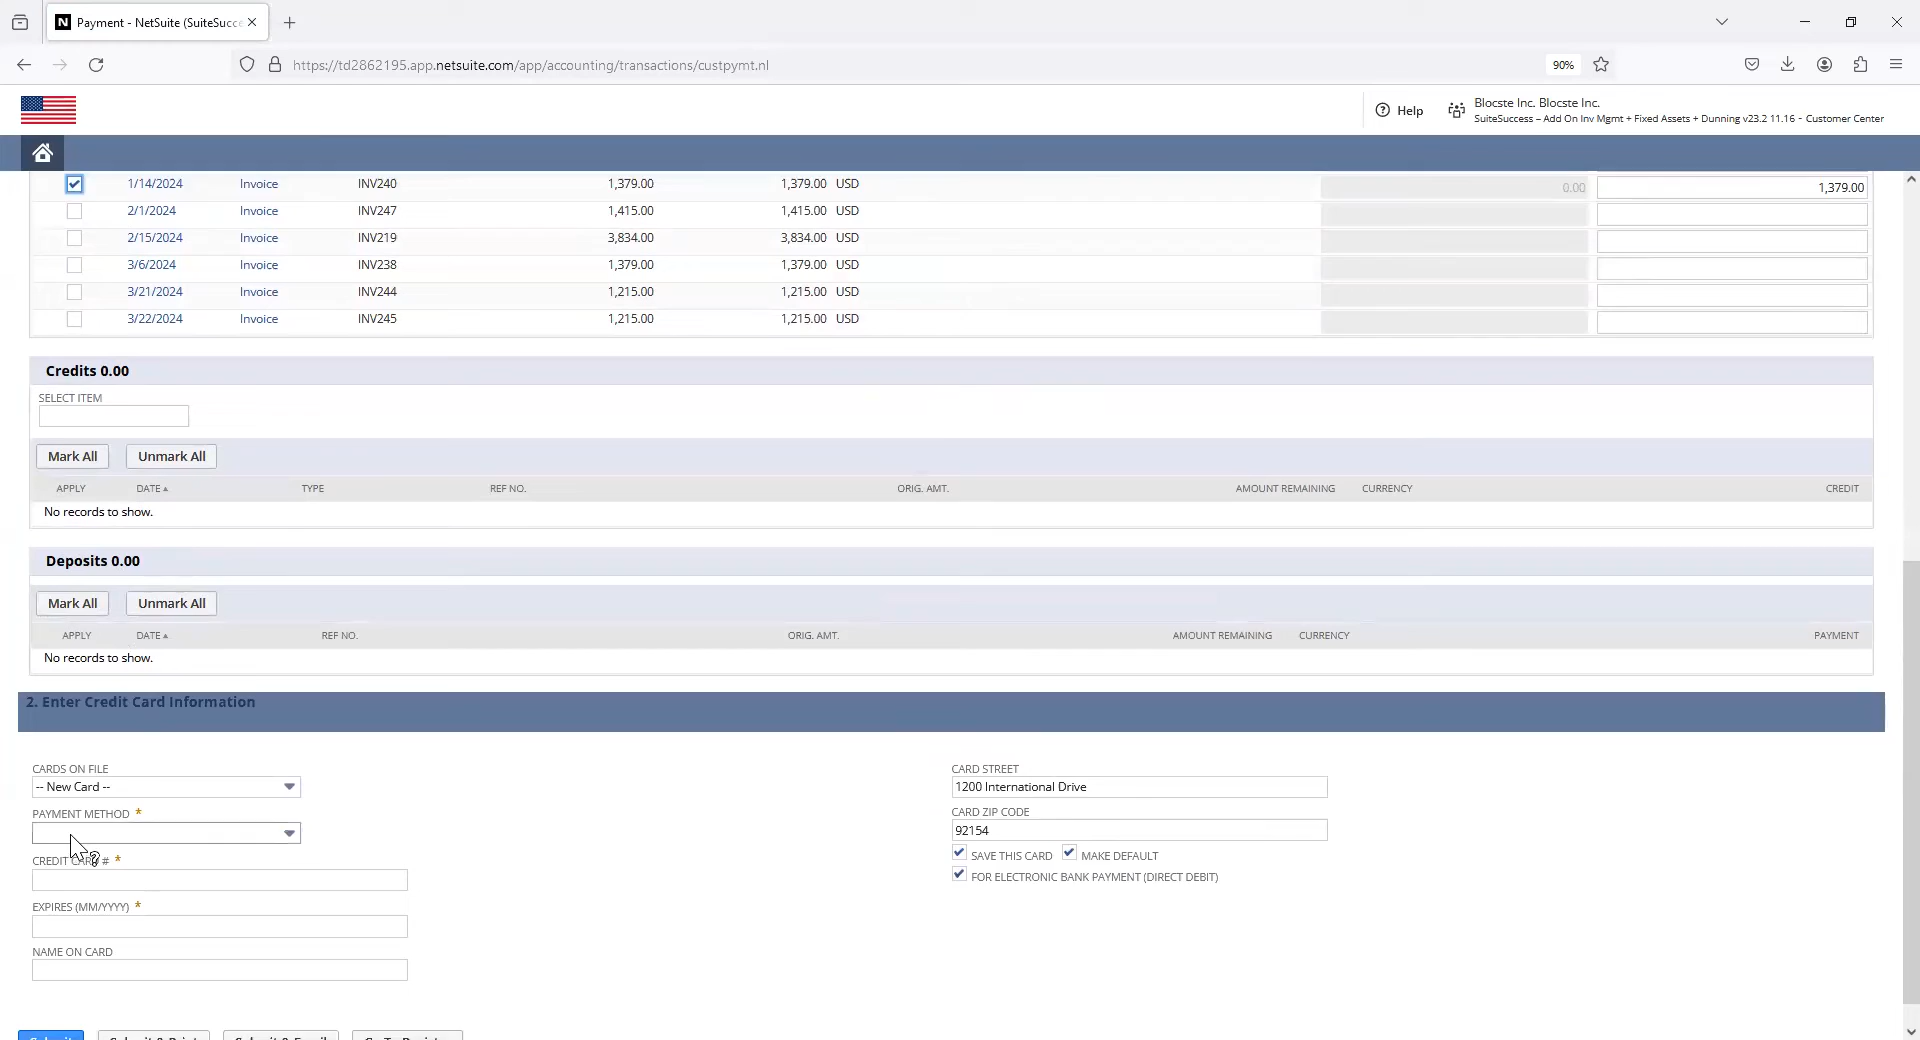 N Payment - NetSuite (SuiteSucce
https://td2862195.app.netsuite.com/app/accounting/transactions/custpymt.nl
90%
Help
Blocste Inc. Blocste Inc.
SuiteSuccess – Add On Inv Mgmt + Fixed Assets + Dunning v23.2 11.16 - Customer Center
1/14/2024 Invoice INV240 1,379.00 1,379.00 USD 0.00 1,379.00
2/1/2024 Invoice INV247 1,415.00 1,415.00 USD
2/15/2024 Invoice INV219 3,834.00 3,834.00 USD
3/6/2024 Invoice INV238 1,379.00 1,379.00 USD
3/21/2024 Invoice INV244 1,215.00 1,215.00 USD
3/22/2024 Invoice INV245 1,215.00 1,215.00 USD
Credits 0.00
SELECT ITEM
Mark All Unmark All
APPLY DATE TYPE REF NO. ORIG. AMT. AMOUNT REMAINING CURRENCY CREDIT
No records to show.
Deposits 0.00
Mark All Unmark All
APPLY DATE REF NO. ORIG. AMT. AMOUNT REMAINING CURRENCY PAYMENT
No records to show.
2. Enter Credit Card Information
CARDS ON FILE
-- New Card --
PAYMENT METHOD *
CREDIT CARD # *
EXPIRES (MM/YYYY) *
NAME ON CARD
CARD STREET
1200 International Drive
CARD ZIP CODE
92154
SAVE THIS CARD MAKE DEFAULT
FOR ELECTRONIC BANK PAYMENT (DIRECT DEBIT)